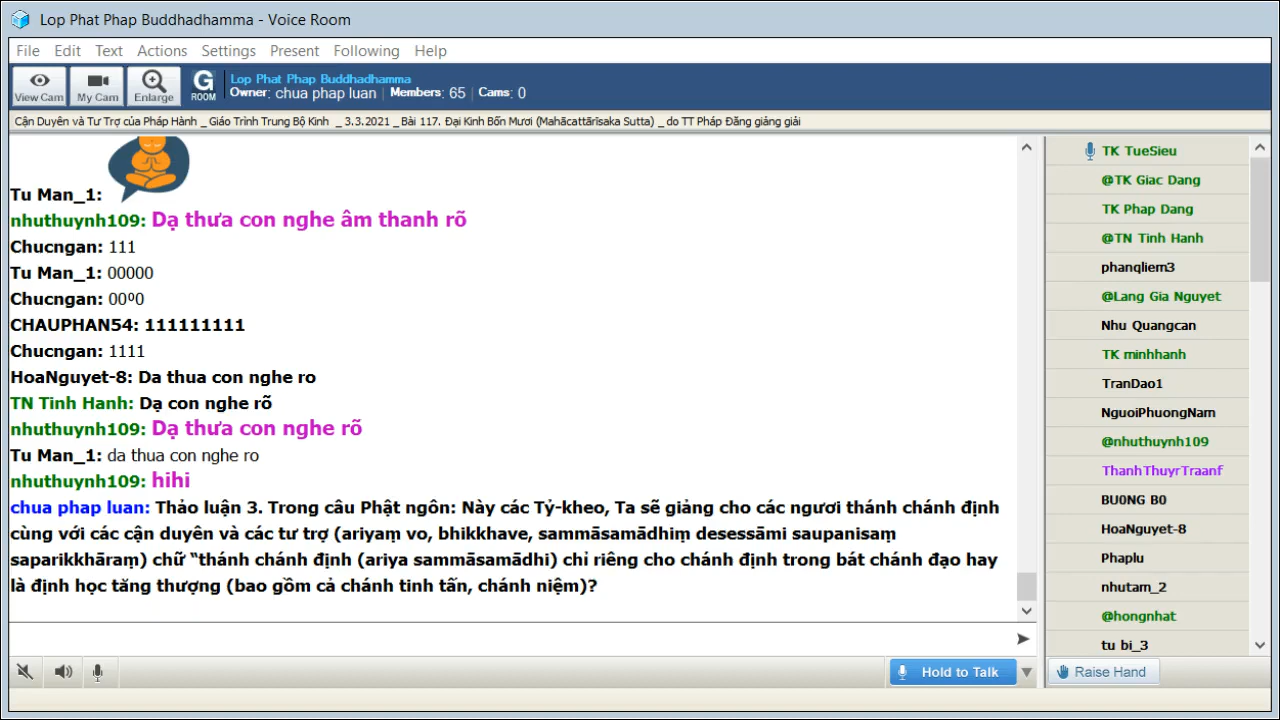 Lop Phat Phap Buddhadhamma - Voice Room
File Edit Text Actions Settings Present Following Help
View Cam My Cam Enlarge G ROOM
Lop Phat Phap Buddhadhamma
Owner: chua phap luan | Members: 65 | Cams: 0
Cận Duyên và Tư Trợ của Pháp Hành _ Giáo Trình Trung Bộ Kinh _ 3.3.2021 _ Bài 117. Đại Kinh Bốn Mươi (Mahācattārīsaka Sutta) _ do TT Pháp Đăng giảng giải
Tu Man_1:
nhuthuynh109: Dạ thưa con nghe âm thanh rõ
Chucngan: 111
Tu Man_1: 00000
Chucngan: 00º0
CHAUPHAN54: 111111111
Chucngan: 1111
HoaNguyet-8: Da thua con nghe ro
TN Tinh Hanh: Dạ con nghe rõ
nhuthuynh109: Dạ thưa con nghe rõ
Tu Man_1: da thua con nghe ro
nhuthuynh109: hihi
chua phap luan: Thảo luận 3. Trong câu Phật ngôn: Này các Tỷ-kheo, Ta sẽ giảng cho các ngươi thánh chánh định
cùng với các cận duyên và các tư trợ (ariyaṃ vo, bhikkhave, sammāsamādhiṃ desessāmi saupanisaṃ
saparikkhāraṃ) chữ “thánh chánh định (ariya sammāsamādhi) chỉ riêng cho chánh định trong bát chánh đạo hay
là định học tăng thượng (bao gồm cả chánh tinh tấn, chánh niệm)?
TK TueSieu
@TK Giac Dang
TK Phap Dang
@TN Tinh Hanh
phanqliem3
@Lang Gia Nguyet
Nhu Quangcan
TK minhhanh
TranDao1
NguoiPhuongNam
@nhuthuynh109
ThanhThuyrTraanf
BU0NG B0
HoaNguyet-8
Phaplu
nhutam_2
@hongnhat
tu bi_3
Hold to Talk
Raise Hand